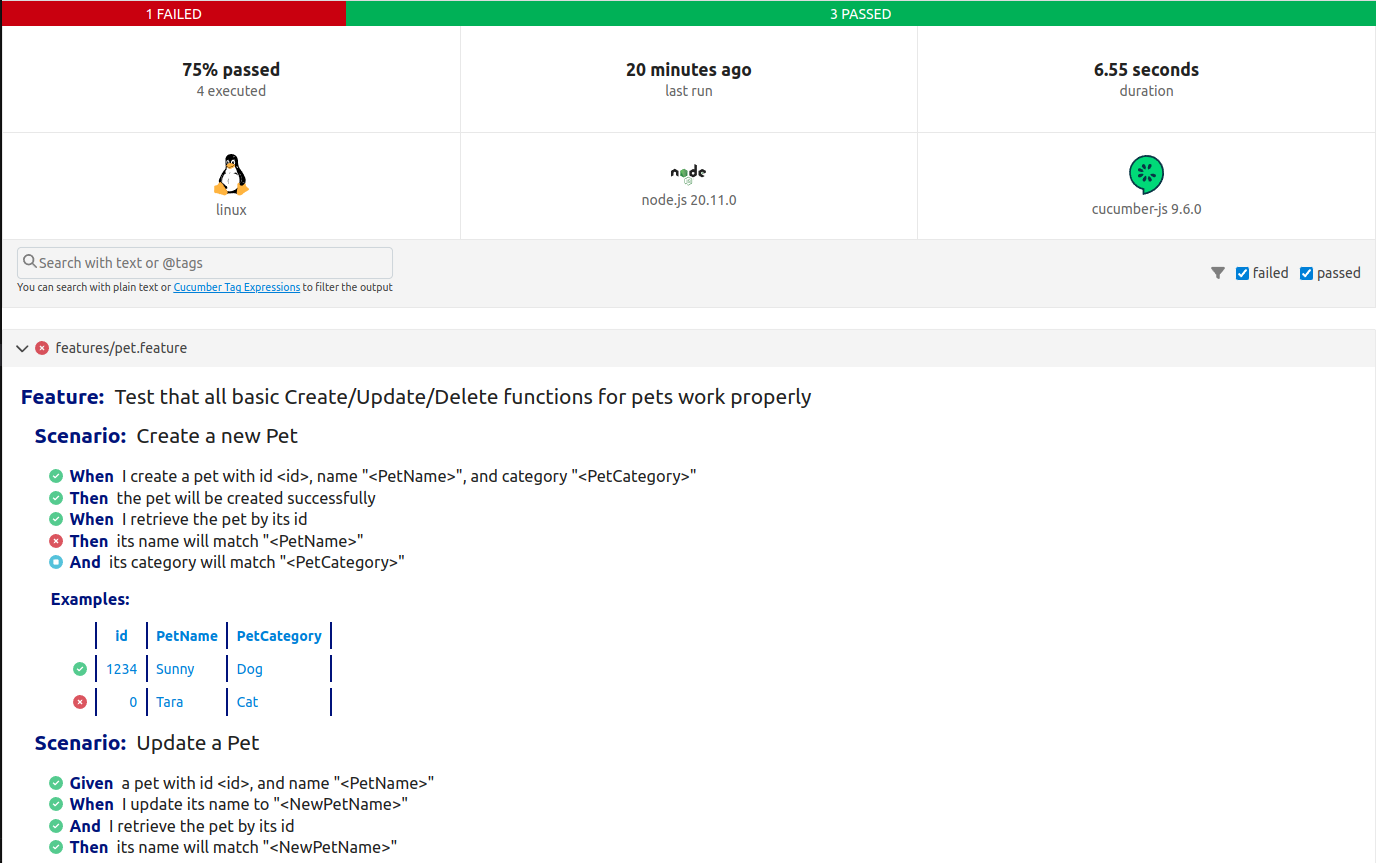 1 FAILED
3 PASSED
75% passed
4 executed
20 minutes ago
last run
6.55 seconds
duration
linux
node
JS
node.js 20.11.0
cucumber-js 9.6.0
Search with text or @tags
You can search with plain text or Cucumber Tag Expressions to filter the output
failed
passed
features/pet.feature
Feature: Test that all basic Create/Update/Delete functions for pets work properly
Scenario: Create a new Pet
When I create a pet with id <id>, name "<PetName>", and category "<PetCategory>"
Then the pet will be created successfully
When I retrieve the pet by its id
Then its name will match "<PetName>"
And its category will match "<PetCategory>"
Examples:
id PetName PetCategory
1234 Sunny Dog
0 Tara Cat
Scenario: Update a Pet
Given a pet with id <id>, and name "<PetName>"
When I update its name to "<NewPetName>"
And I retrieve the pet by its id
Then its name will match "<NewPetName>"